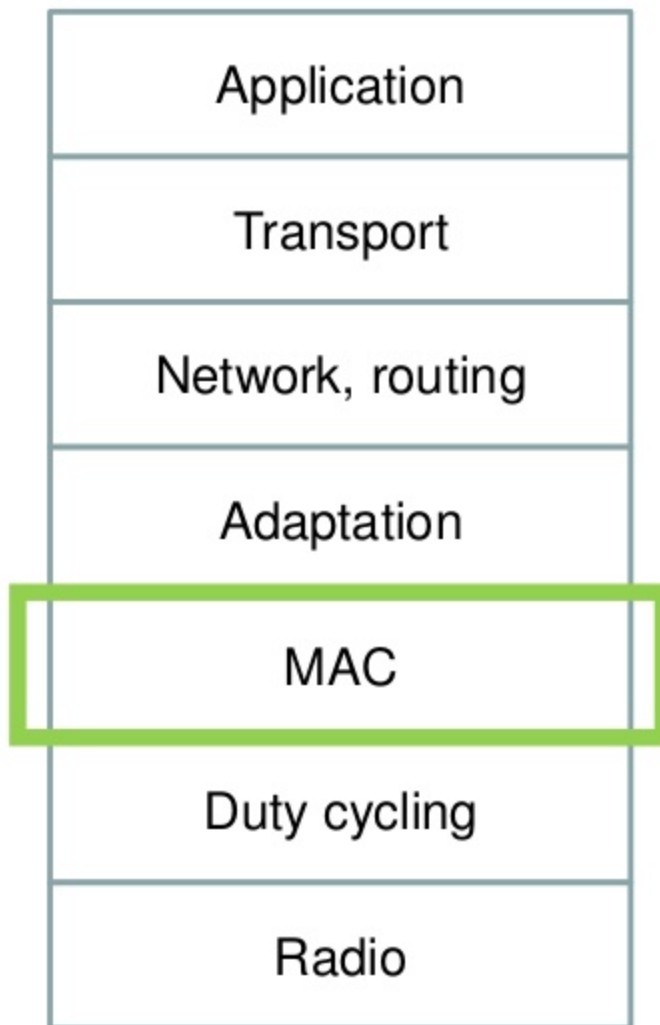 Application
Transport
Network, routing
Adaptation
MAC
Duty cycling
Radio